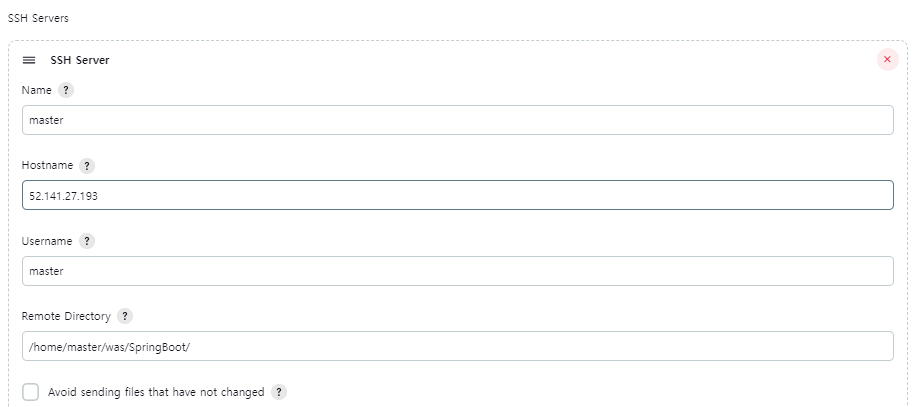 SSH Servers
SSH Server
Name ?
master
Hostname ?
52.141.27.193
Username ?
master
Remote Directory ?
/home/master/was/SpringBoot/
Avoid sending files that have not changed ?